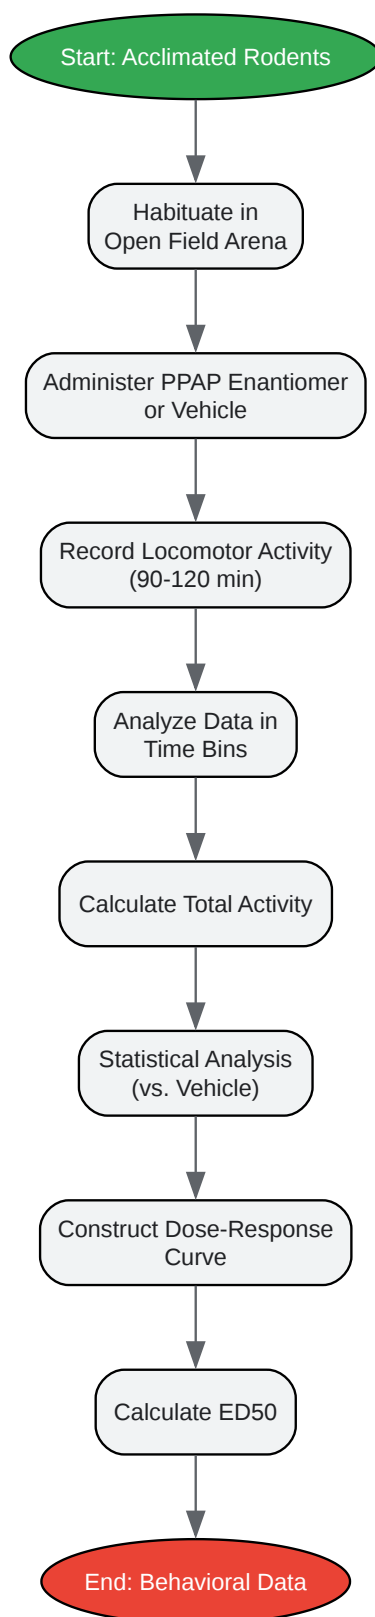 Start: Acclimated Rodents
Habituate in
Open Field Arena
Administer PPAP Enantiomer
or Vehicle
Record Locomotor Activity
(90-120 min)
Analyze Data in
Time Bins
Calculate Total Activity
Statistical Analysis
(vs. Vehicle)
Construct Dose-Response
Curve
Calculate ED50
End: Behavioral Data